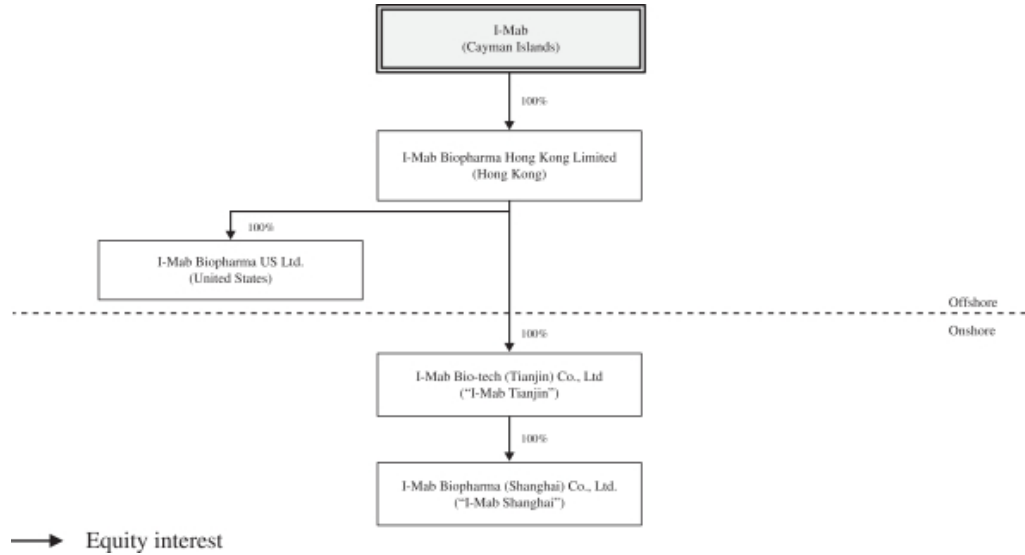 I-Mab
(Cayman Islands)
100%
I-Mab Biopharma Hong Kong Limited
(Hong Kong)
100%
I-Mab Biopharma US Ltd.
(United States)
Offshore
Onshore
100%
I-Mab Bio-tech (Tianjin) Co., Ltd
(“I-Mab Tianjin”)
100%
I-Mab Biopharma (Shanghai) Co., Ltd.
(“I-Mab Shanghai”)
Equity interest